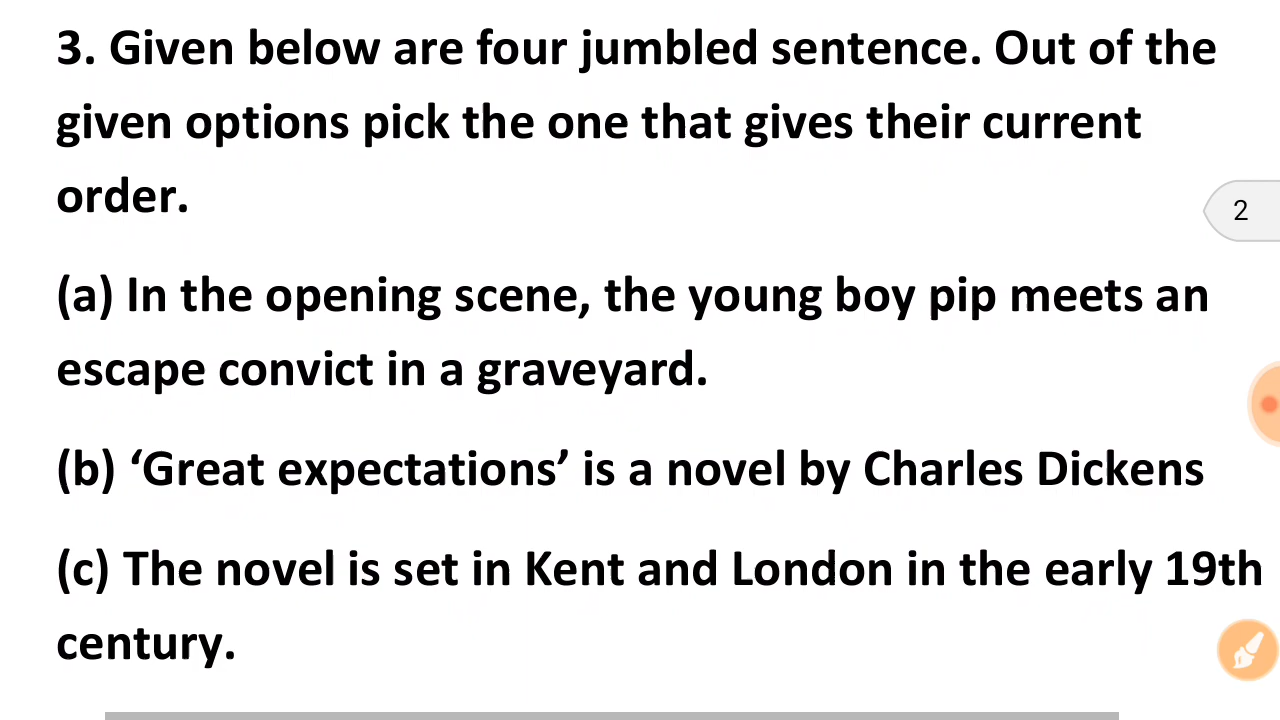 3. Given below are four jumbled sentence. Out of the
given options pick the one that gives their current
order.
2
(a) In the opening scene, the young boy pip meets an
escape convict in a graveyard.
(b) ‘Great expectations’ is a novel by Charles Dickens
(c) The novel is set in Kent and London in the early 19th
century.